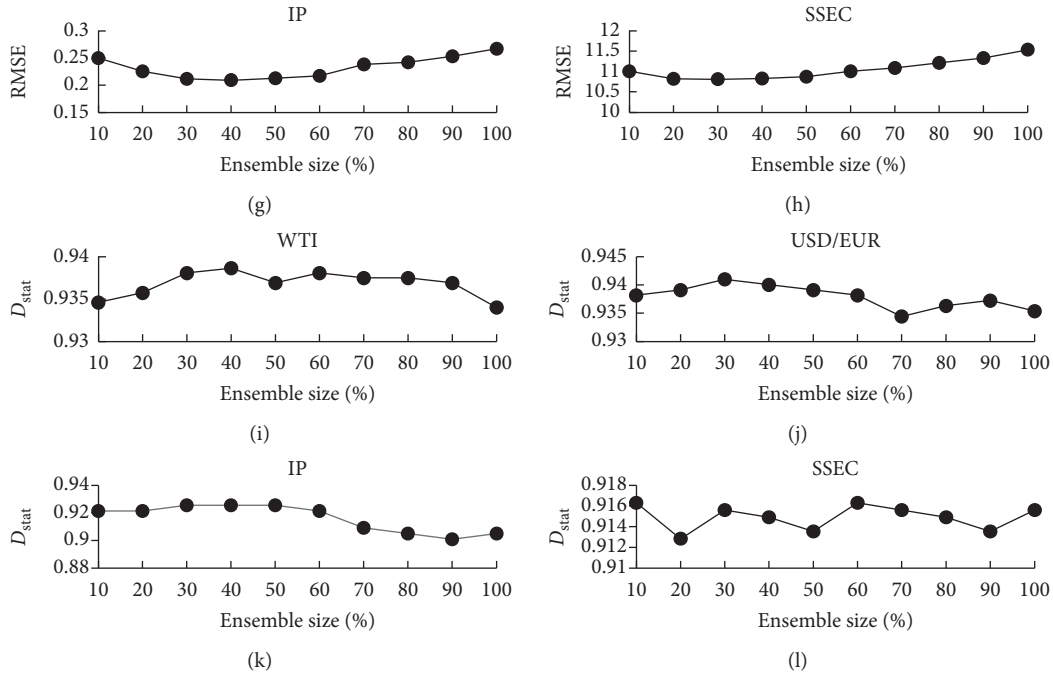 IP
RMSE
0.3
0.25
0.2
0.15
10 20 30 40 50 60 70 80 90 100
Ensemble size (%)
(g)
SSEC
RMSE
12
11.5
11
10.5
10
10 20 30 40 50 60 70 80 90 100
Ensemble size (%)
(h)
WTI
D_stat
0.94
0.935
0.93
10 20 30 40 50 60 70 80 90 100
Ensemble size (%)
(i)
USD/EUR
D_stat
0.945
0.94
0.935
0.93
10 20 30 40 50 60 70 80 90 100
Ensemble size (%)
(j)
IP
D_stat
0.94
0.92
0.9
0.88
10 20 30 40 50 60 70 80 90 100
Ensemble size (%)
(k)
SSEC
D_stat
0.918
0.916
0.914
0.912
0.91
10 20 30 40 50 60 70 80 90 100
Ensemble size (%)
(l)